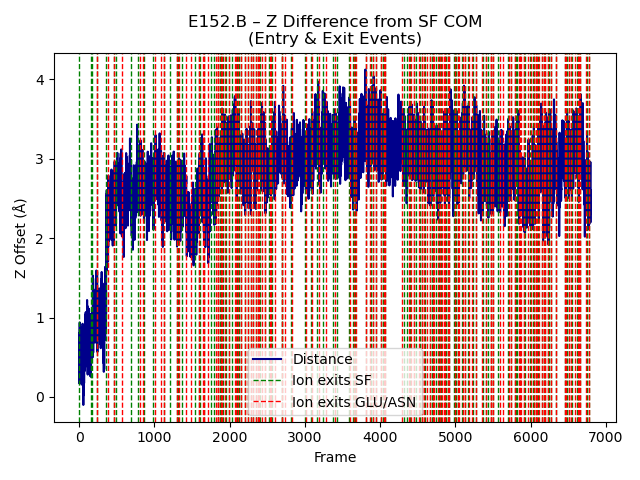 E152.B – Z Difference from SF COM
(Entry & Exit Events)
Z Offset (Å)
4
3
2
1
0
Distance
Ion exits SF
Ion exits GLU/ASN
0 1000 2000 3000 4000 5000 6000 7000
Frame